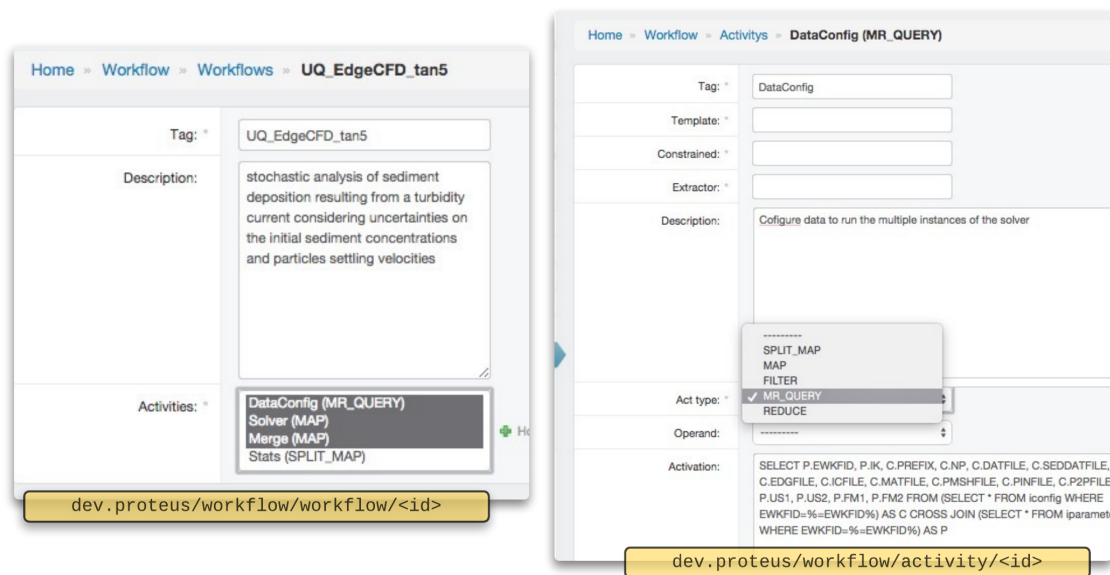 Home » Workflow » Workflows » UQ_EdgeCFD_tan5
Tag: *
UQ_EdgeCFD_tan5
Description:
stochastic analysis of sediment
deposition resulting from a turbidity
current considering uncertainties on
the initial sediment concentrations
and particles settling velocities
Activities: *
DataConfig (MR_QUERY)
Solver (MAP)
Merge (MAP)
Stats (SPLIT_MAP)
dev.proteus/workflow/workflow/<id>
Home » Workflow » Activitys » DataConfig (MR_QUERY)
Tag: *
DataConfig
Template: *
Constrained: *
Extractor: *
Description:
Cofigure data to run the multiple instances of the solver
---------
SPLIT_MAP
MAP
FILTER
✓ MR_QUERY
REDUCE
Act type: *
Operand:
---------
Activation:
SELECT P.EWKFID, P.IK, C.PREFIX, C.NP, C.DATFILE, C.SEDDATFILE,
C.EDGFILE, C.ICFILE, C.MATFILE, C.PMSHFILE, C.PINFILE, C.P2PFILE
P.US1, P.US2, P.FM1, P.FM2 FROM (SELECT * FROM iconfig WHERE
EWKFID=%=EWKFID%) AS C CROSS JOIN (SELECT * FROM iparamet
WHERE EWKFID=%=EWKFID%) AS P
dev.proteus/workflow/activity/<id>